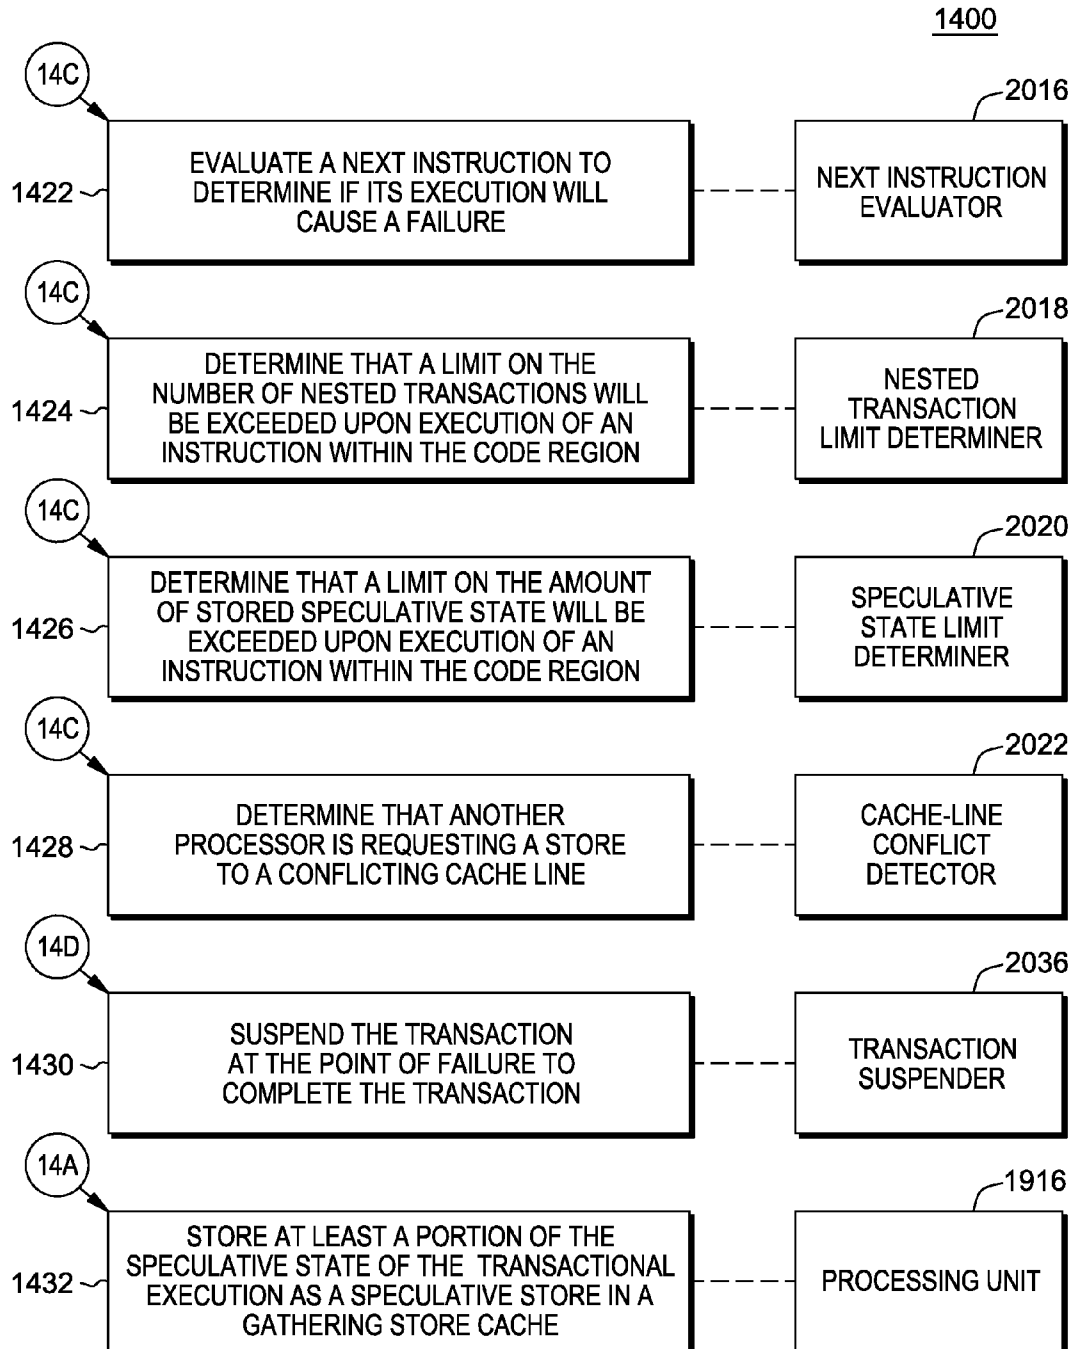 1400
14C
2016
EVALUATE A NEXT INSTRUCTION TO
DETERMINE IF ITS EXECUTION WILL
CAUSE A FAILURE
1422
NEXT INSTRUCTION
EVALUATOR
14C
2018
DETERMINE THAT A LIMIT ON THE
NUMBER OF NESTED TRANSACTIONS WILL
BE EXCEEDED UPON EXECUTION OF AN
INSTRUCTION WITHIN THE CODE REGION
1424
NESTED
TRANSACTION
LIMIT DETERMINER
14C
2020
DETERMINE THAT A LIMIT ON THE AMOUNT
OF STORED SPECULATIVE STATE WILL BE
EXCEEDED UPON EXECUTION OF AN
INSTRUCTION WITHIN THE CODE REGION
1426
SPECULATIVE
STATE LIMIT
DETERMINER
14C
2022
DETERMINE THAT ANOTHER
PROCESSOR IS REQUESTING A STORE
TO A CONFLICTING CACHE LINE
1428
CACHE-LINE
CONFLICT
DETECTOR
14D
2036
SUSPEND THE TRANSACTION
AT THE POINT OF FAILURE TO
COMPLETE THE TRANSACTION
1430
TRANSACTION
SUSPENDER
14A
1916
STORE AT LEAST A PORTION OF THE
SPECULATIVE STATE OF THE TRANSACTIONAL
EXECUTION AS A SPECULATIVE STORE IN A
GATHERING STORE CACHE
1432
PROCESSING UNIT